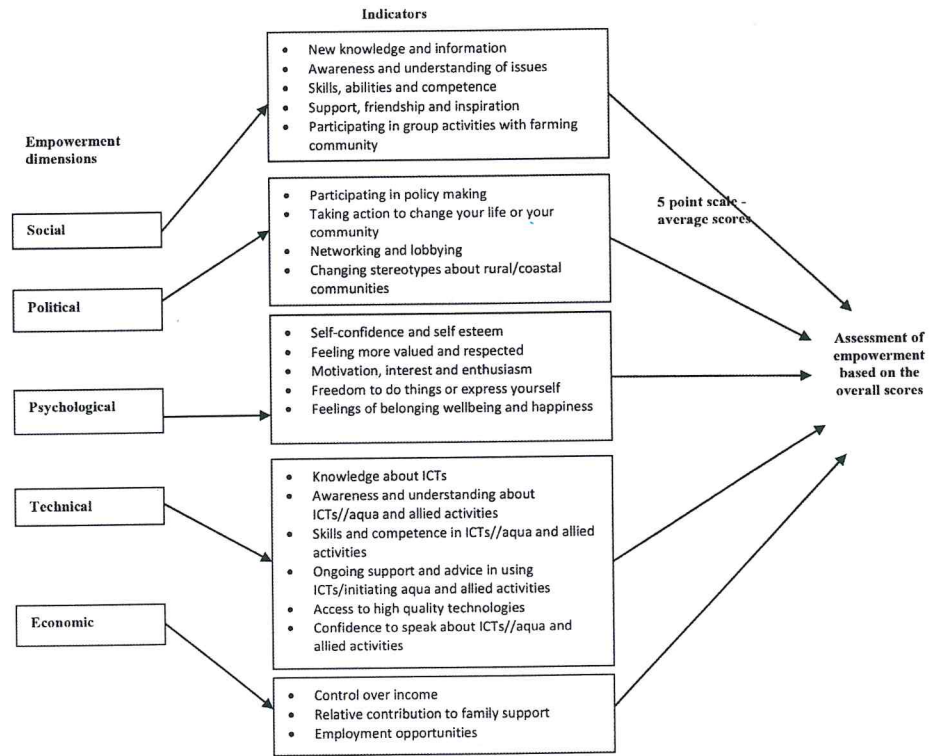 Indicators
• New knowledge and information
• Awareness and understanding of issues
• Skills, abilities and competence
• Support, friendship and inspiration
• Participating in group activities with farming
community
Empowerment
dimensions
Social
Political
Psychological
Technical
Economic
• Participating in policy making
• Taking action to change your life or your
community
• Networking and lobbying
• Changing stereotypes about rural/coastal
communities
• Self-confidence and self esteem
• Feeling more valued and respected
• Motivation, interest and enthusiasm
• Freedom to do things or express yourself
• Feelings of belonging wellbeing and happiness
• Knowledge about ICTs
• Awareness and understanding about
ICTs//aqua and allied activities
• Skills and competence in ICTs//aqua and allied
activities
• Ongoing support and advice in using
ICTs/initiating aqua and allied activities
• Access to high quality technologies
• Confidence to speak about ICTs//aqua and
allied activities
• Control over income
• Relative contribution to family support
• Employment opportunities
5 point scale -
average scores
Assessment of
empowerment
based on the
overall scores